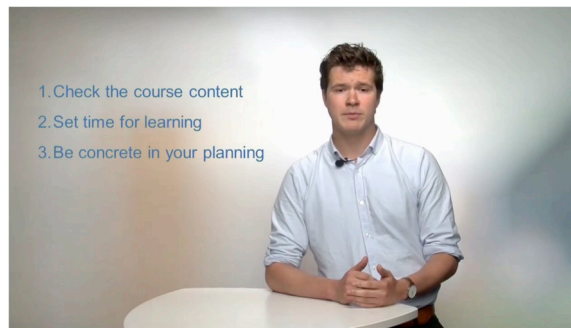 1. Check the course content
2. Set time for learning
3. Be concrete in your planning